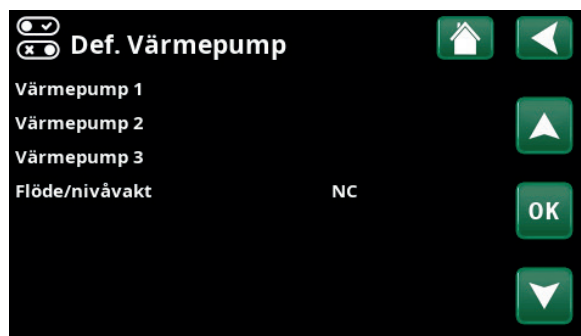 Def. Värmepump
Värmepump 1
Värmepump 2
Värmepump 3
Flöde/nivåvakt NC
OK